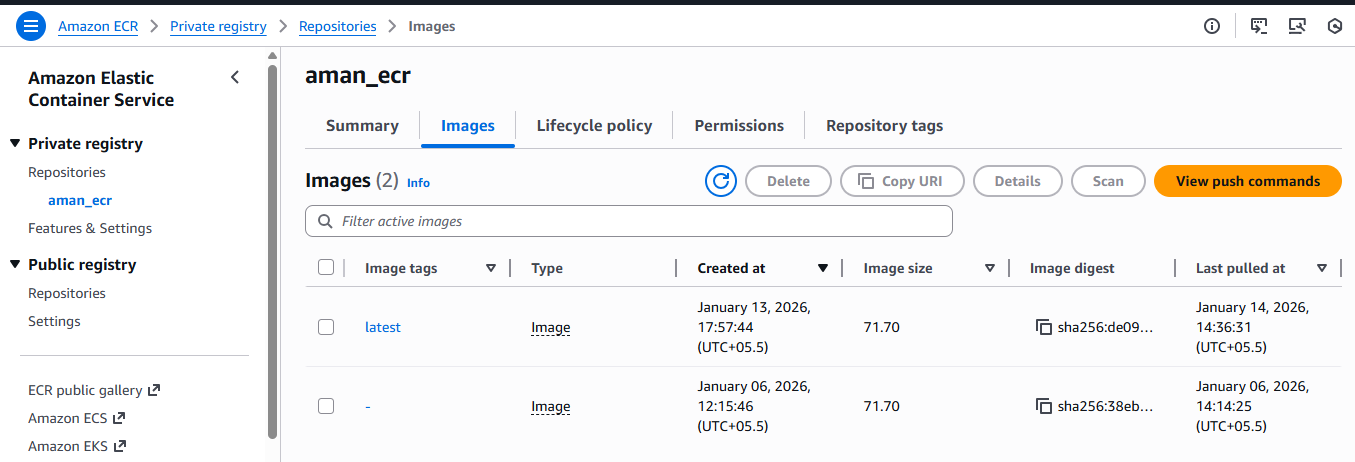 Amazon ECR > Private registry > Repositories > Images
Amazon Elastic
Container Service
Private registry
Repositories
aman_ecr
Features & Settings
Public registry
Repositories
Settings
ECR public gallery
Amazon ECS
Amazon EKS
aman_ecr
Summary Images Lifecycle policy Permissions Repository tags
Images (2) Info Delete Copy URI Details Scan View push commands
Filter active images
Image tags Type Created at Image size Image digest Last pulled at
latest Image January 13, 2026, 17:57:44 (UTC+05.5) 71.70 sha256:de09... January 14, 2026, 14:36:31 (UTC+05.5)
- Image January 06, 2026, 12:15:46 (UTC+05.5) 71.70 sha256:38eb... January 06, 2026, 14:14:25 (UTC+05.5)